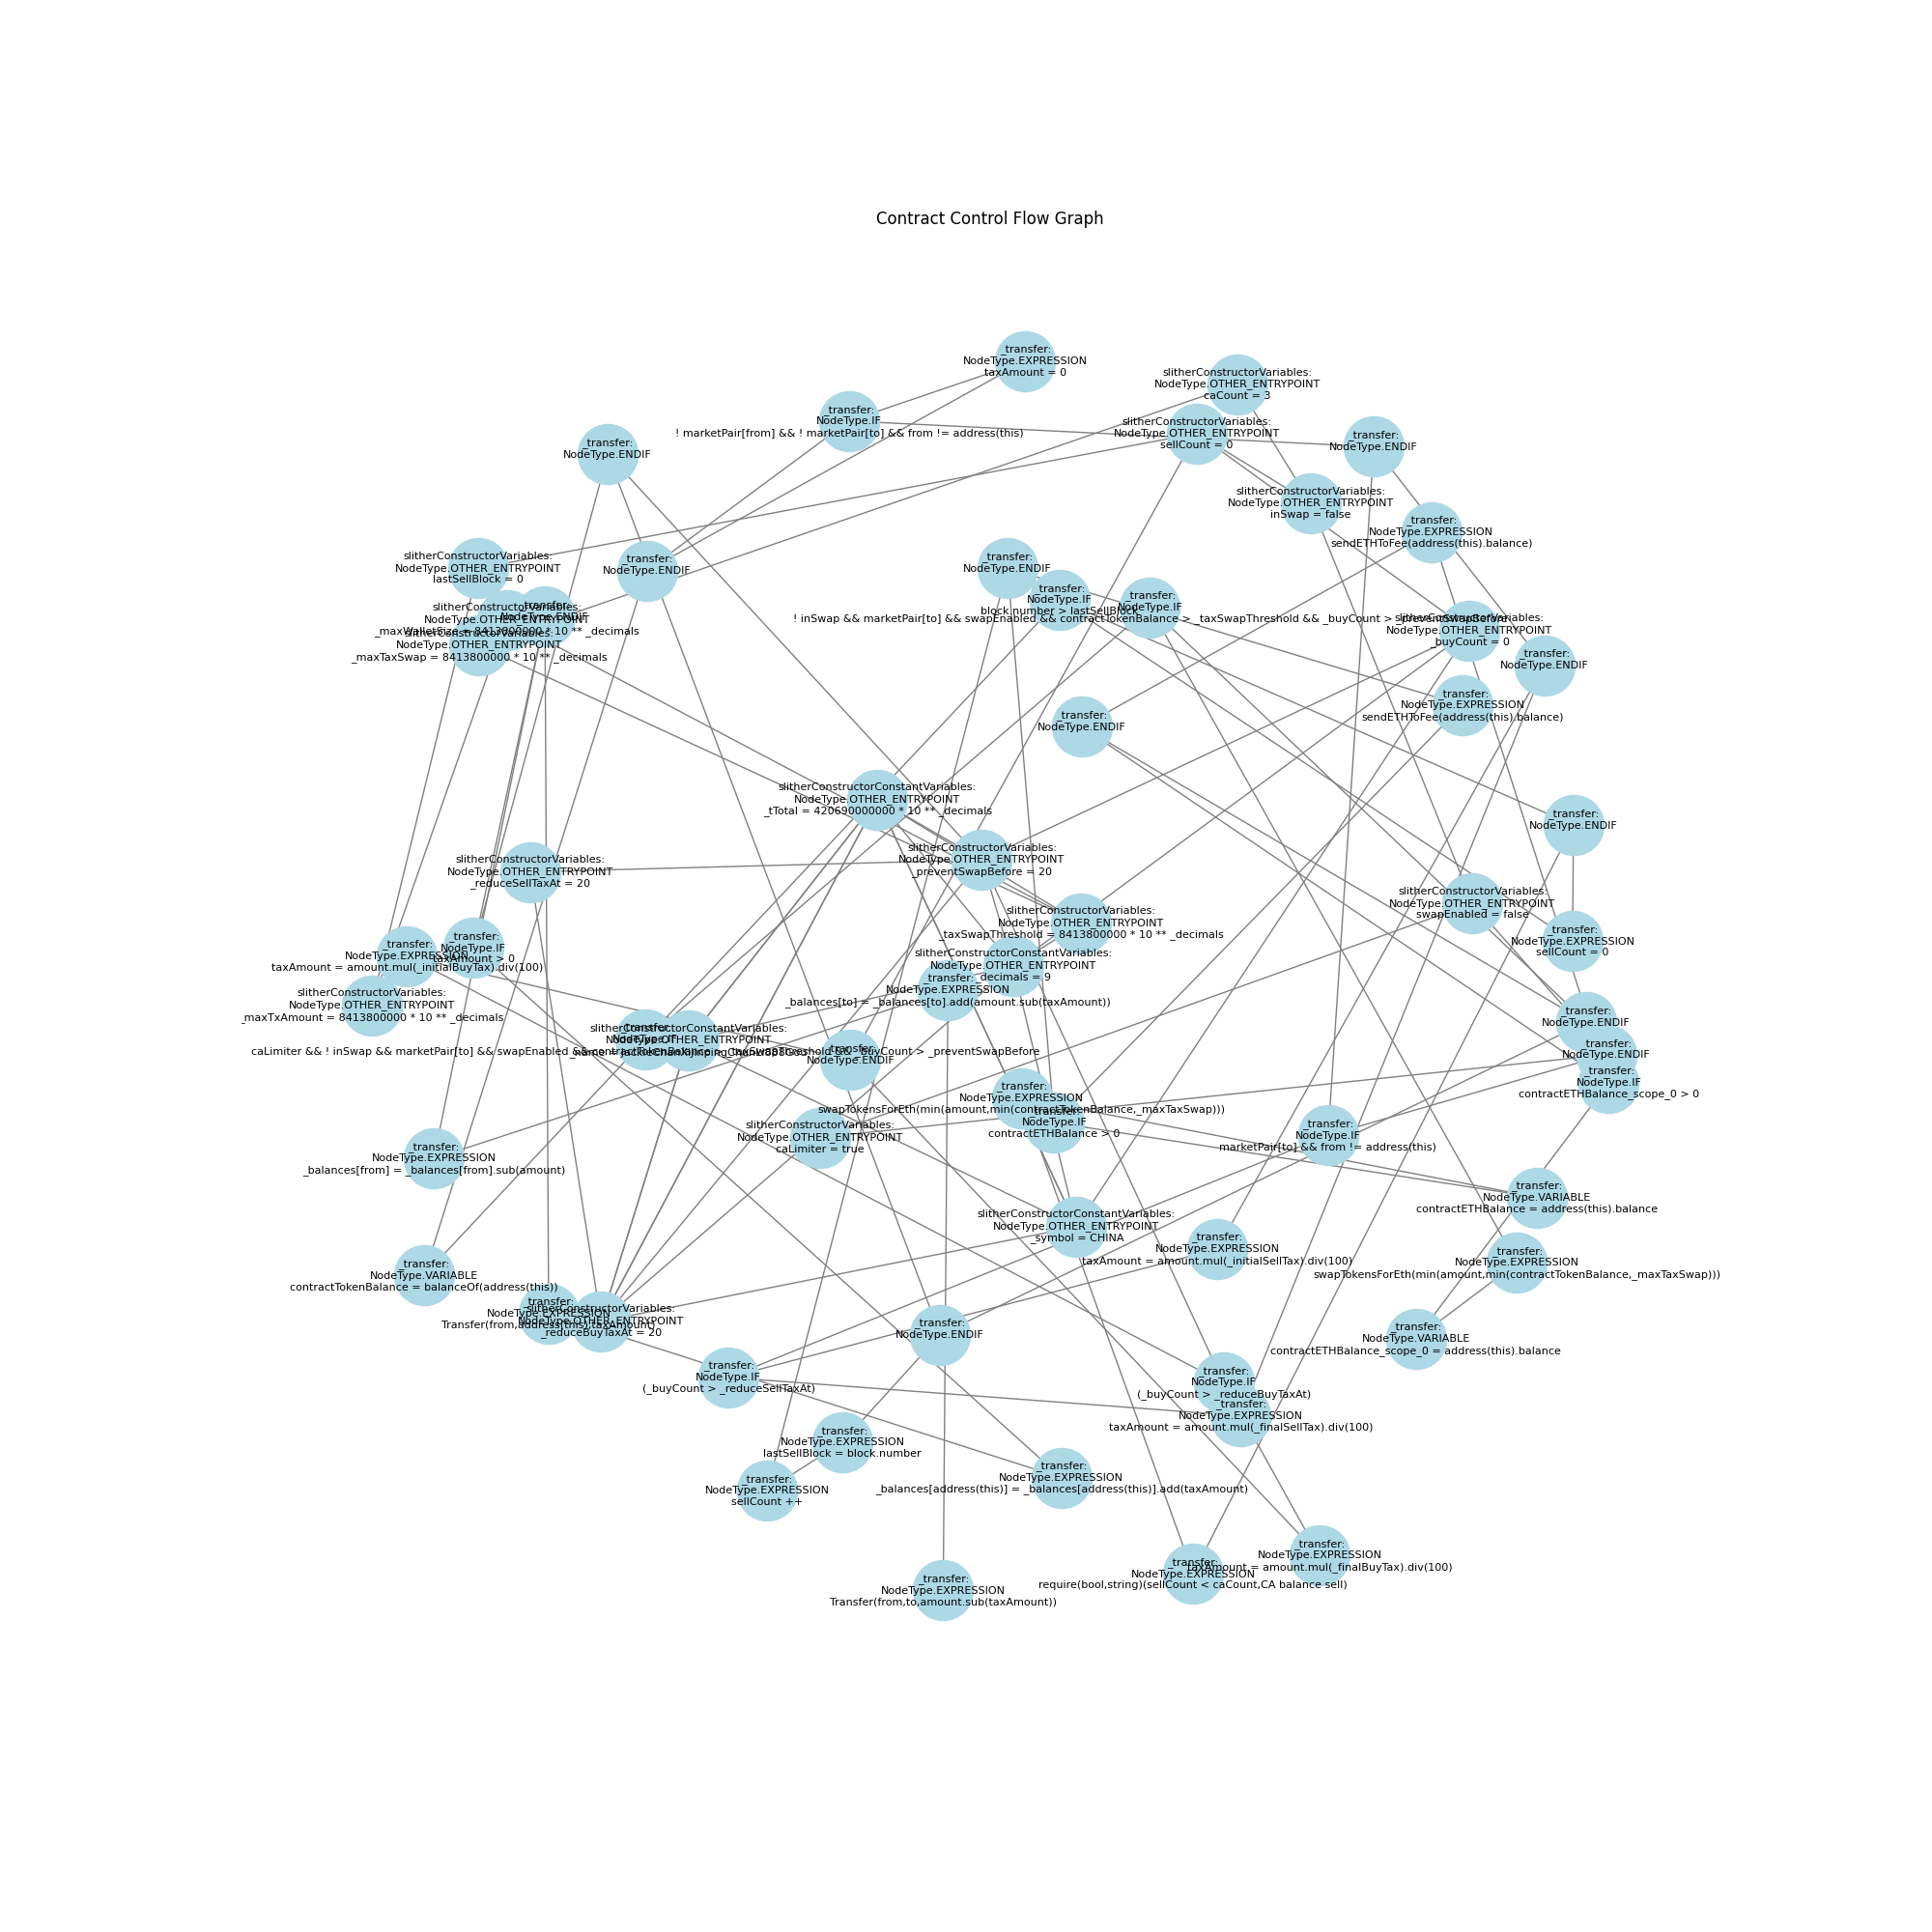 Contract Control Flow Graph
_transfer:
NodeType.EXPRESSION
taxAmount = 0
slitherConstructorVariables:
NodeType.OTHER_ENTRYPOINT
caCount = 3
_transfer:
NodeType.IF
! marketPair[from] && ! marketPair[to] && from != address(this)
slitherConstructorVariables:
NodeType.OTHER_ENTRYPOINT
sellCount = 0
_transfer:
NodeType.ENDIF
_transfer:
NodeType.ENDIF
slitherConstructorVariables:
NodeType.OTHER_ENTRYPOINT
inSwap = false
_transfer:
NodeType.EXPRESSION
sendETHToFee(address(this).balance)
slitherConstructorVariables:
NodeType.OTHER_ENTRYPOINT
lastSellBlock = 0
_transfer:
NodeType.ENDIF
_transfer:
NodeType.ENDIF
_transfer:
NodeType.IF
block.number > lastSellBlock
_transfer:
NodeType.IF
! inSwap && marketPair[to] && swapEnabled && contractTokenBalance > _taxSwapThreshold && _buyCount > _preventSwapBefore
slitherConstructorVariables:
NodeType.OTHER_ENTRYPOINT
_maxWalletSize = 8413800000 * 10 ** _decimals
_transfer:
NodeType.ENDIF
slitherConstructorVariables:
NodeType.OTHER_ENTRYPOINT
_buyCount = 0
slitherConstructorVariables:
NodeType.OTHER_ENTRYPOINT
_maxTaxSwap = 8413800000 * 10 ** _decimals
_transfer:
NodeType.ENDIF
_transfer:
NodeType.EXPRESSION
sendETHToFee(address(this).balance)
_transfer:
NodeType.ENDIF
slitherConstructorConstantVariables:
NodeType.OTHER_ENTRYPOINT
_tTotal = 420690000000 * 10 ** _decimals
_transfer:
NodeType.ENDIF
slitherConstructorVariables:
NodeType.OTHER_ENTRYPOINT
_preventSwapBefore = 20
slitherConstructorVariables:
NodeType.OTHER_ENTRYPOINT
_reduceSellTaxAt = 20
slitherConstructorVariables:
NodeType.OTHER_ENTRYPOINT
swapEnabled = false
slitherConstructorVariables:
NodeType.OTHER_ENTRYPOINT
_taxSwapThreshold = 8413800000 * 10 ** _decimals
_transfer:
NodeType.EXPRESSION
sellCount = 0
_transfer:
NodeType.IF
taxAmount > 0
_transfer:
NodeType.EXPRESSION
taxAmount = amount.mul(_initialBuyTax).div(100)
slitherConstructorConstantVariables:
NodeType.OTHER_ENTRYPOINT
_decimals = 9
_transfer:
NodeType.EXPRESSION
_balances[to] = _balances[to].add(amount.sub(taxAmount))
slitherConstructorVariables:
NodeType.OTHER_ENTRYPOINT
_maxTxAmount = 8413800000 * 10 ** _decimals
_transfer:
NodeType.ENDIF
_transfer:
NodeType.IF
caLimiter && ! inSwap && marketPair[to] && swapEnabled && contractTokenBalance > _taxSwapThreshold && _buyCount > _preventSwapBefore
slitherConstructorConstantVariables:
NodeType.OTHER_ENTRYPOINT
_transfer:
NodeType.ENDIF
_transfer:
NodeType.ENDIF
_transfer:
NodeType.IF
contractETHBalance_scope_0 > 0
_transfer:
NodeType.EXPRESSION
swapTokensForEth(min(amount,min(contractTokenBalance,_maxTaxSwap)))
_transfer:
NodeType.IF
contractETHBalance > 0
slitherConstructorVariables:
NodeType.OTHER_ENTRYPOINT
caLimiter = true
_transfer:
NodeType.IF
marketPair[to] && from != address(this)
_transfer:
NodeType.EXPRESSION
_balances[from] = _balances[from].sub(amount)
_transfer:
NodeType.VARIABLE
contractETHBalance = address(this).balance
slitherConstructorConstantVariables:
NodeType.OTHER_ENTRYPOINT
_symbol = CHINA
_transfer:
NodeType.EXPRESSION
taxAmount = amount.mul(_initialSellTax).div(100)
_transfer:
NodeType.EXPRESSION
swapTokensForEth(min(amount,min(contractTokenBalance,_maxTaxSwap)))
_transfer:
NodeType.VARIABLE
contractTokenBalance = balanceOf(address(this))
_transfer:
NodeType.EXPRESSION
Transfer(from,address(this),taxAmount)
slitherConstructorVariables:
NodeType.OTHER_ENTRYPOINT
_reduceBuyTaxAt = 20
_transfer:
NodeType.ENDIF
_transfer:
NodeType.VARIABLE
contractETHBalance_scope_0 = address(this).balance
_transfer:
NodeType.IF
(_buyCount > _reduceSellTaxAt)
_transfer:
NodeType.IF
(_buyCount > _reduceBuyTaxAt)
_transfer:
NodeType.EXPRESSION
taxAmount = amount.mul(_finalSellTax).div(100)
_transfer:
NodeType.EXPRESSION
lastSellBlock = block.number
_transfer:
NodeType.EXPRESSION
sellCount ++
_transfer:
NodeType.EXPRESSION
_balances[address(this)] = _balances[address(this)].add(taxAmount)
_transfer:
NodeType.EXPRESSION
taxAmount = amount.mul(_finalBuyTax).div(100)
_transfer:
NodeType.EXPRESSION
require(bool,string)(sellCount < caCount,CA balance sell)
_transfer:
NodeType.EXPRESSION
Transfer(from,to,amount.sub(taxAmount))